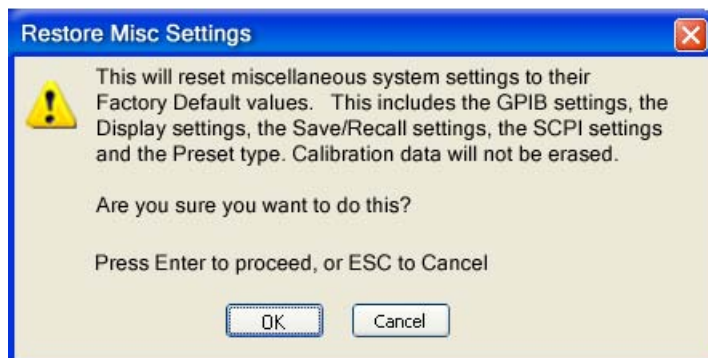 Restore Misc Settings
This will reset miscellaneous system settings to their
Factory Default values.   This includes the GPIB settings, the
Display settings, the Save/Recall settings, the SCPI settings
and the Preset type. Calibration data will not be erased.
Are you sure you want to do this?
Press Enter to proceed, or ESC to Cancel
OK
Cancel